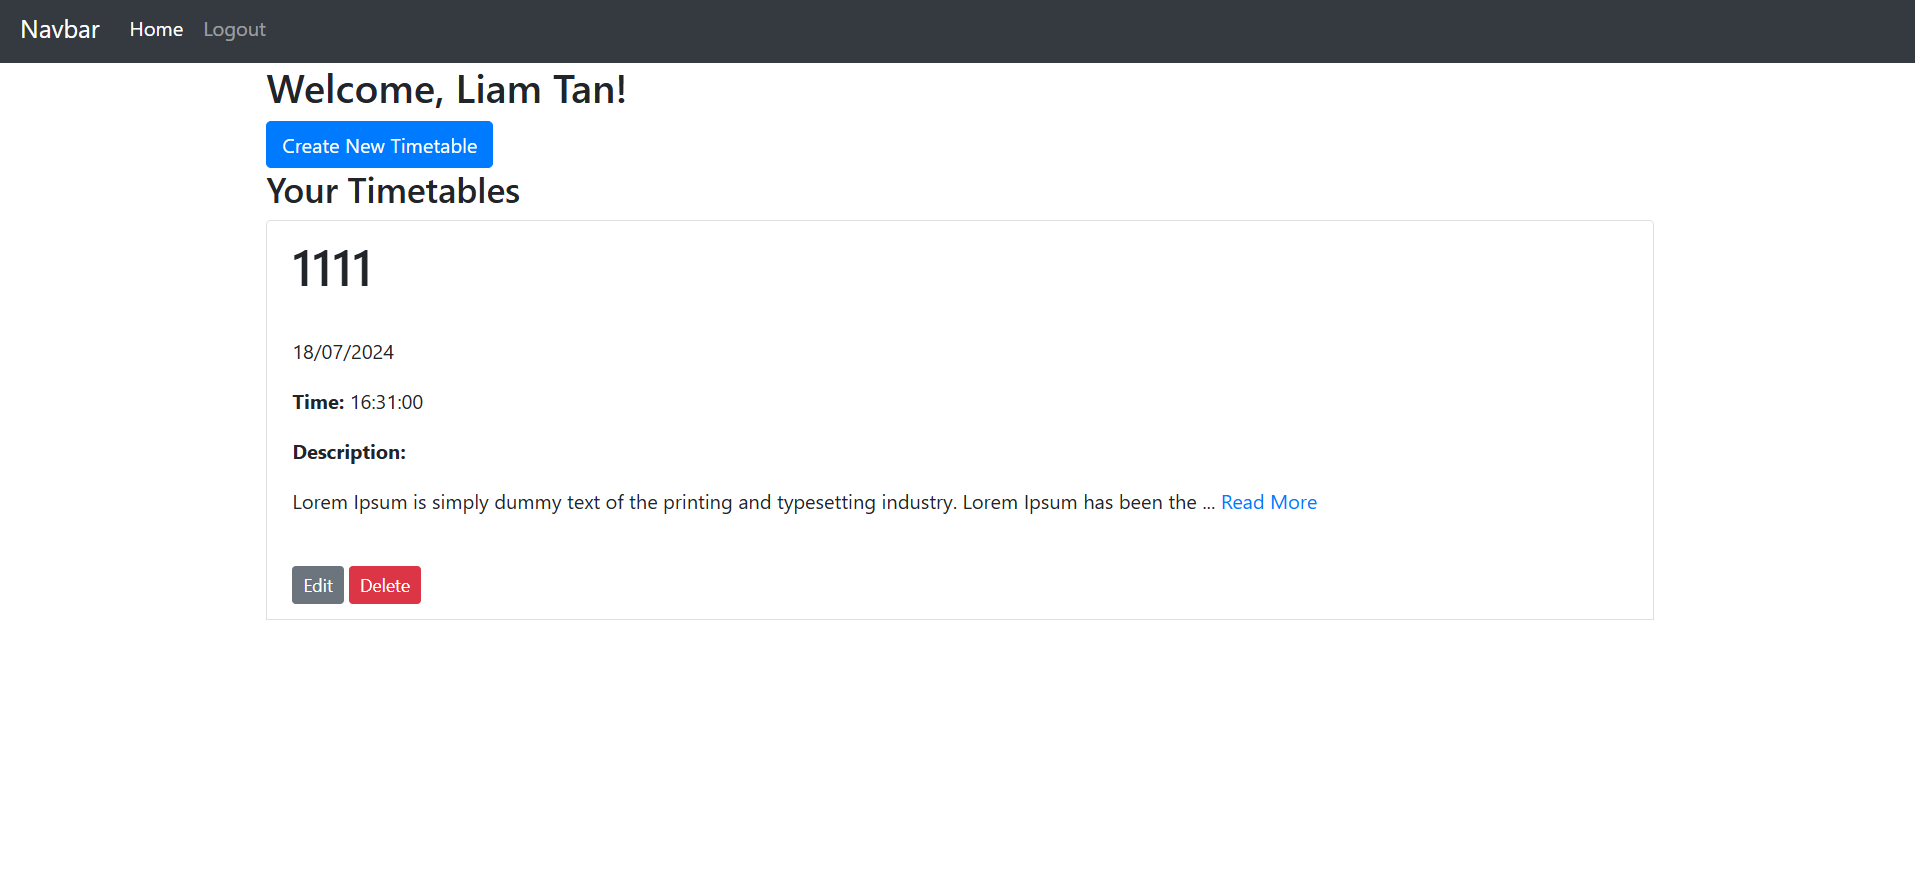 Navbar Home Logout
Welcome, Liam Tan!
Create New Timetable
Your Timetables
1111
18/07/2024
Time: 16:31:00
Description:
Lorem Ipsum is simply dummy text of the printing and typesetting industry. Lorem Ipsum has been the ... Read More
Edit Delete